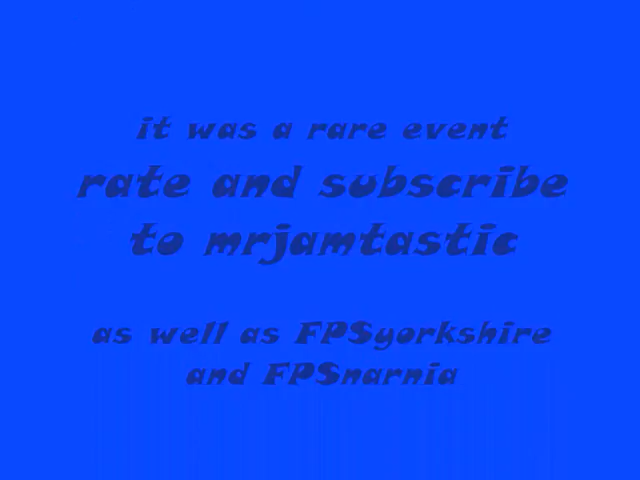 it was a rare event
rate and subscribe
to mrjamtastic
as well as FPSyorkshire
and FPSnarnia